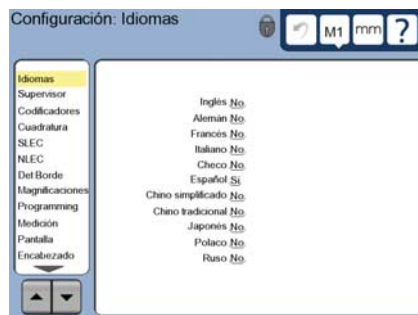 Configuración: Idiomas
M1
mm
?
Idiomas
Supervisor
Codificadores
Cuadratura
SLEC
NLEC
Del Borde
Magnificaciones
Programming
Medición
Pantalla
Encabezado
Inglés No
Alemán No
Francés No
Italiano No
Checo No
Español Sí
Chino simplificado No
Chino tradicional No
Japonés No
Polaco No
Ruso No